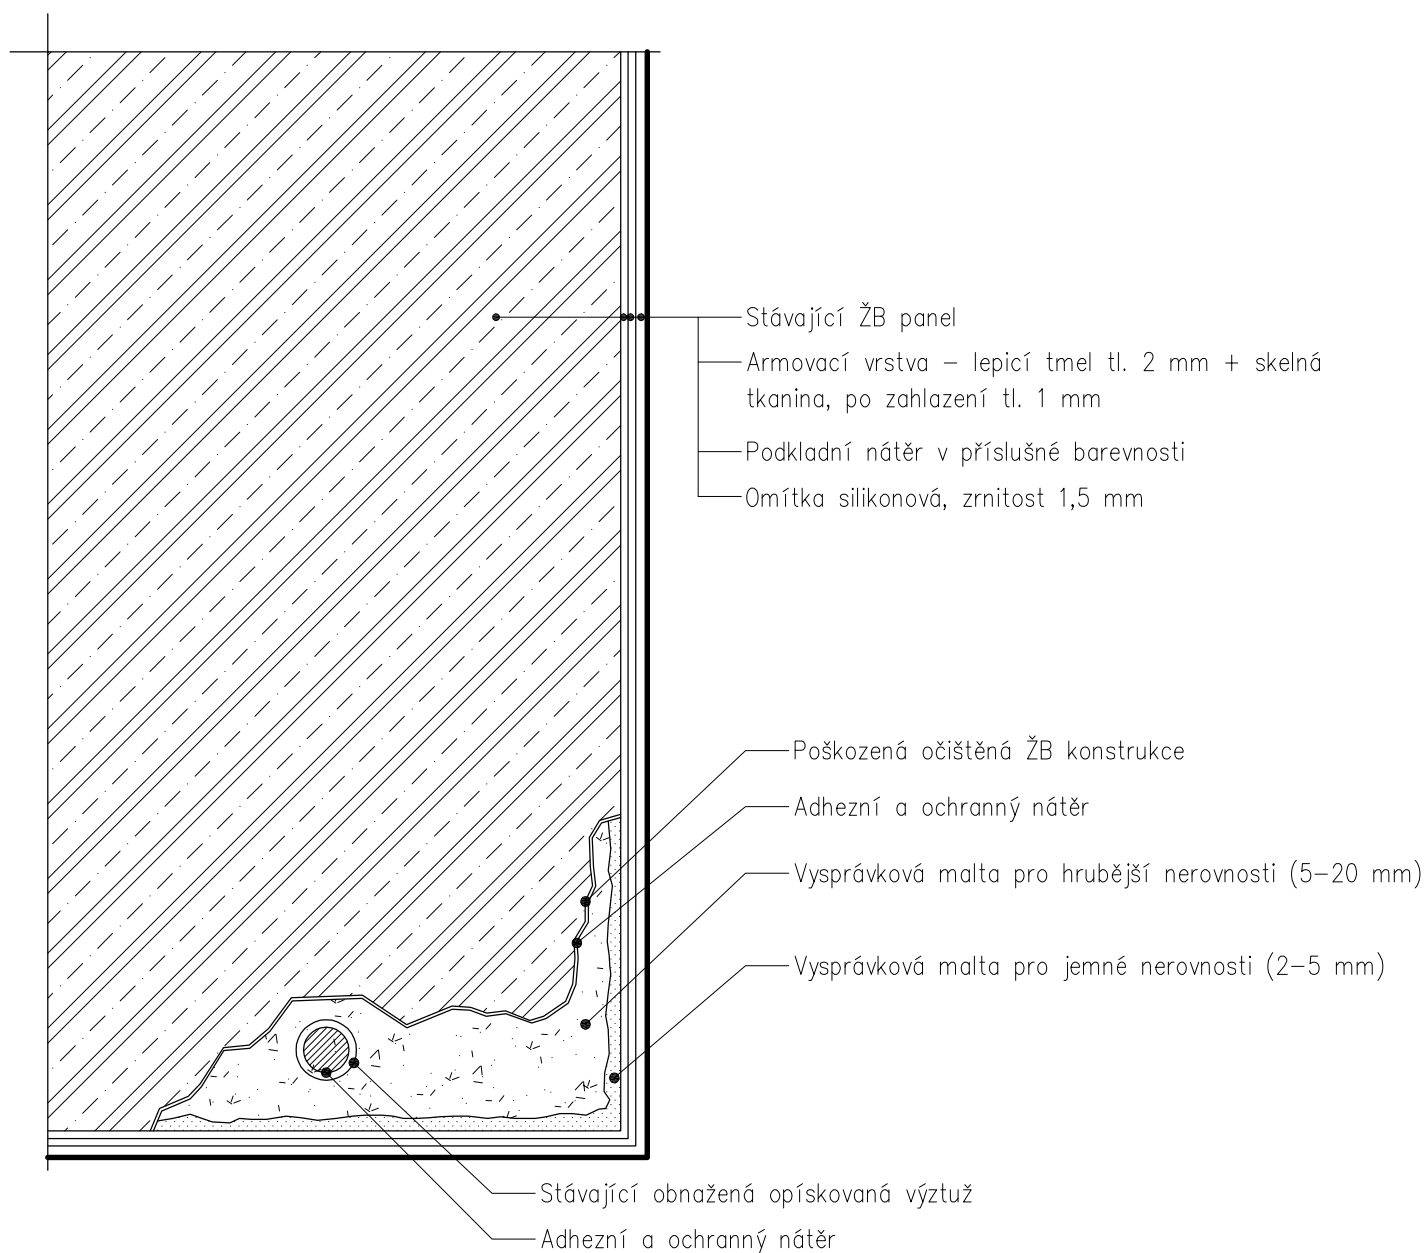 Stávající ŽB panel
Armovací vrstva – lepicí tmel tl. 2 mm + skelná
tkanina, po zahlazení tl. 1 mm
Podkladní nátěr v příslušné barevnosti
Omítka silikonová, zrnitost 1,5 mm
Poškozená očištěná ŽB konstrukce
Adhezní a ochranný nátěr
Vysprávková malta pro hrubější nerovnosti (5–20 mm)
Vysprávková malta pro jemné nerovnosti (2–5 mm)
Stávající obnažená opískovaná výztuž
Adhezní a ochranný nátěr